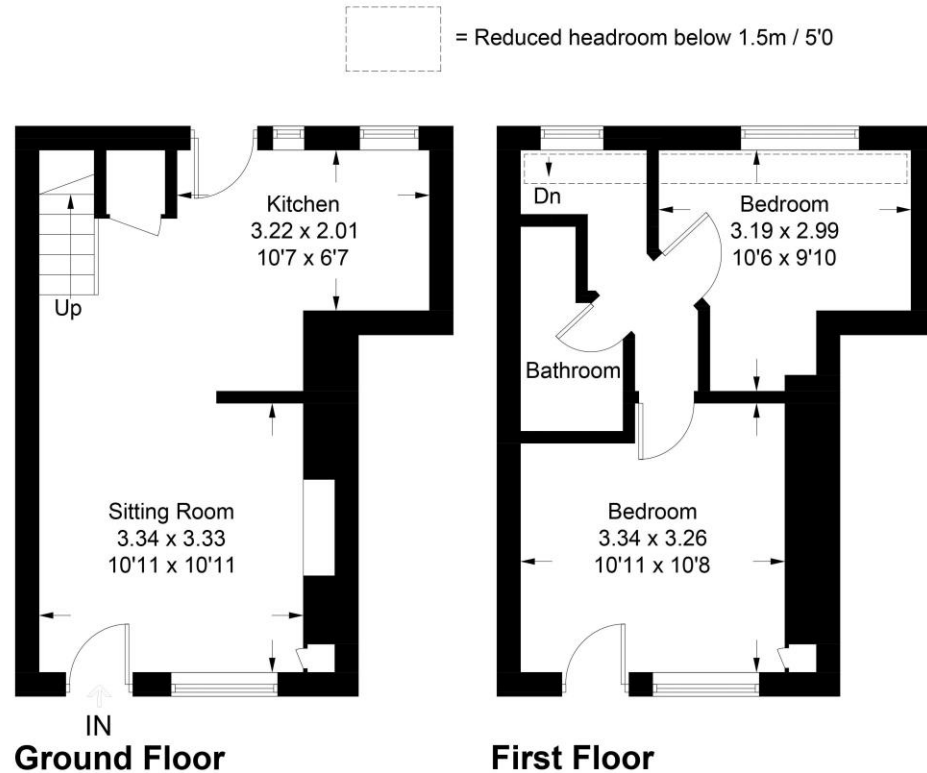 = Reduced headroom below 1.5m / 5'0
Kitchen
3.22 x 2.01
10'7 x 6'7
Up
Sitting Room
3.34 x 3.33
10'11 x 10'11
IN
Ground Floor
Dn
Bedroom
3.19 x 2.99
10'6 x 9'10
Bathroom
Bedroom
3.34 x 3.26
10'11 x 10'8
First Floor